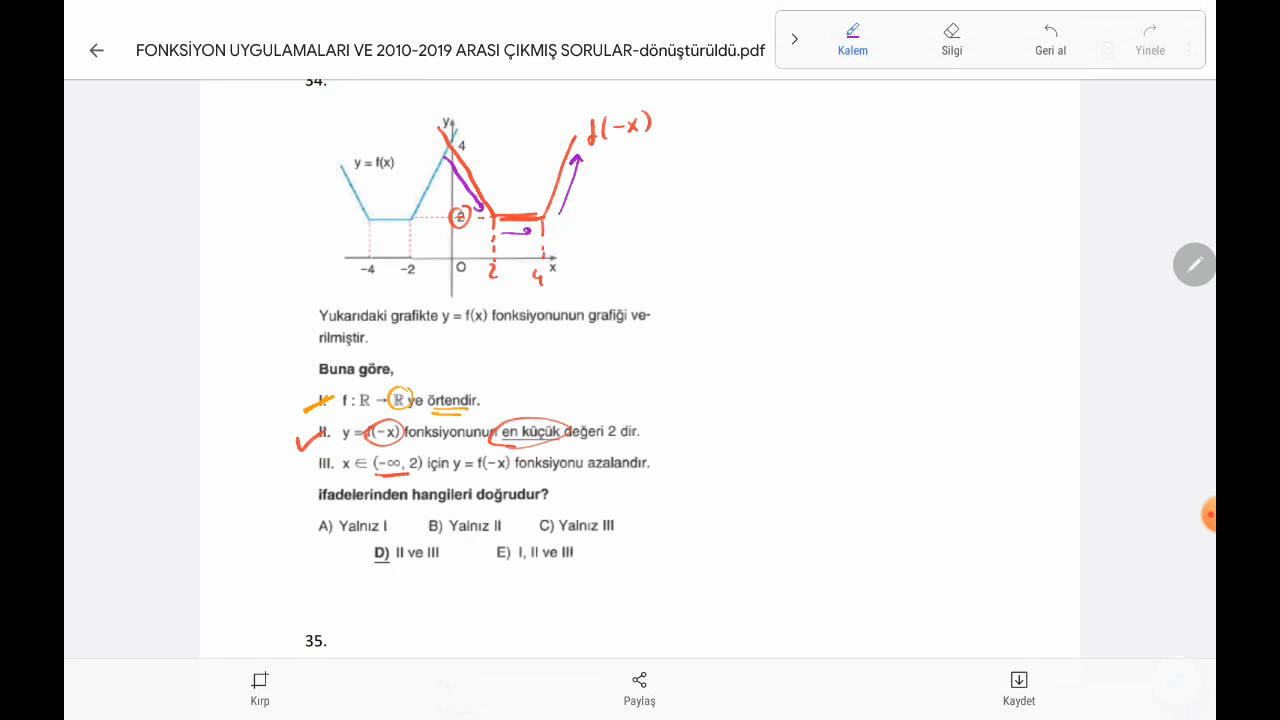 FONKSİYON UYGULAMALARI VE 2010-2019 ARASI ÇIKMIŞ SORULAR-dönüştürüldü.pdf
Kalem
Silgi
Geri al
Yinele
34.
y
4
f(-x)
y = f(x)
2
-4
-2
O
2
4
x
Yukarıdaki grafikte y = f(x) fonksiyonunun grafiği ve-
rilmiştir.
Buna göre,
I. f : ℝ → ℝ ye örtendir.
II. y = f(-x) fonksiyonunun en küçük değeri 2 dir.
III. x ∈ (-∞, 2) için y = f(-x) fonksiyonu azalandır.
ifadelerinden hangileri doğrudur?
A) Yalnız I B) Yalnız II C) Yalnız III
D) II ve III E) I, II ve III
35.
Kırp
Paylaş
Kaydet